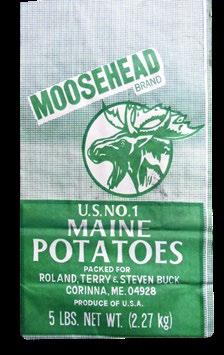 MOOSEHEAD
BRAND
U.S. NO. 1
MAINE
POTATOES
PACKED FOR
ROLAND, TERRY & STEVEN BUCK
CORINNA, ME. 04928
PRODUCE OF U.S.A.
5 LBS. NET WT. (2.27 kg)